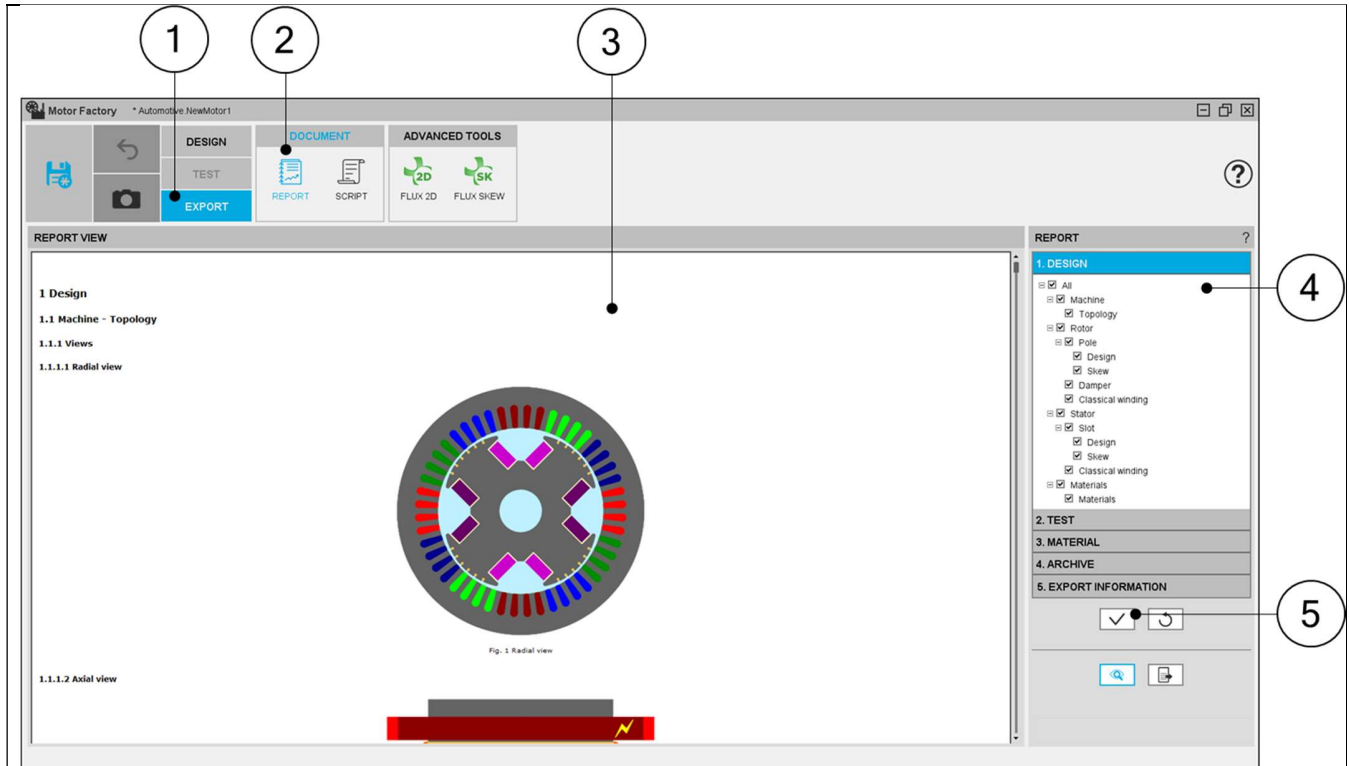 1
2
3
Motor Factory * Automotive.NewMotor1
DESIGN
TEST
EXPORT
DOCUMENT
REPORT
SCRIPT
ADVANCED TOOLS
2D
FLUX 2D
SK
FLUX SKEW
?
REPORT VIEW
1 Design
1.1 Machine - Topology
1.1.1 Views
1.1.1.1 Radial view
Fig. 1 Radial view
1.1.1.2 Axial view
REPORT ?
1. DESIGN
All
Machine
Topology
Rotor
Pole
Design
Skew
Damper
Classical winding
Stator
Slot
Design
Skew
Classical winding
Materials
Materials
2. TEST
3. MATERIAL
4. ARCHIVE
5. EXPORT INFORMATION
4
5